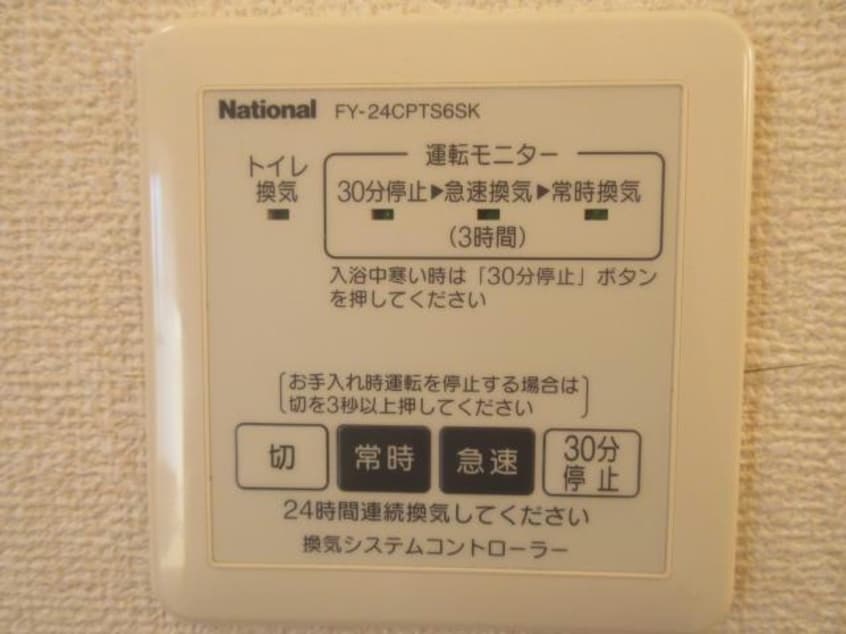 National FY-24CPTS6SK
運転モニター
トイレ
換気
30分停止▶急速換気▶常時換気
(3時間)
入浴中寒い時は「30分停止」ボタン
を押してください
お手入れ時運転を停止する場合は
切を3秒以上押してください
切 常時 急速 30分
停止
24時間連続換気してください
換気システムコントローラー